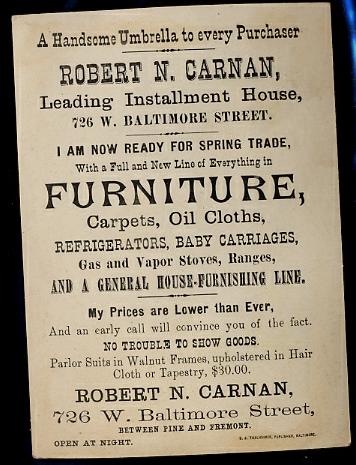 A Handsome Umbrella to every Purchaser
ROBERT N. CARNAN,
Leading Installment House,
726 W. BALTIMORE STREET.
I AM NOW READY FOR SPRING TRADE,
With a Full and New Line of Everything in
FURNITURE,
Carpets, Oil Cloths,
REFRIGERATORS, BABY CARRIAGES,
Gas and Vapor Stoves, Ranges,
AND A GENERAL HOUSE-FURNISHING LINE.
My Prices are Lower than Ever,
And an early call will convince you of the fact.
NO TROUBLE TO SHOW GOODS.
Parlor Suits in Walnut Frames, upholstered in Hair
Cloth or Tapestry, $30.00.
ROBERT N. CARNAN,
726 W. Baltimore Street,
BETWEEN PINE AND FREMONT.
OPEN AT NIGHT.
PUBLISHER, BALTIMORE.